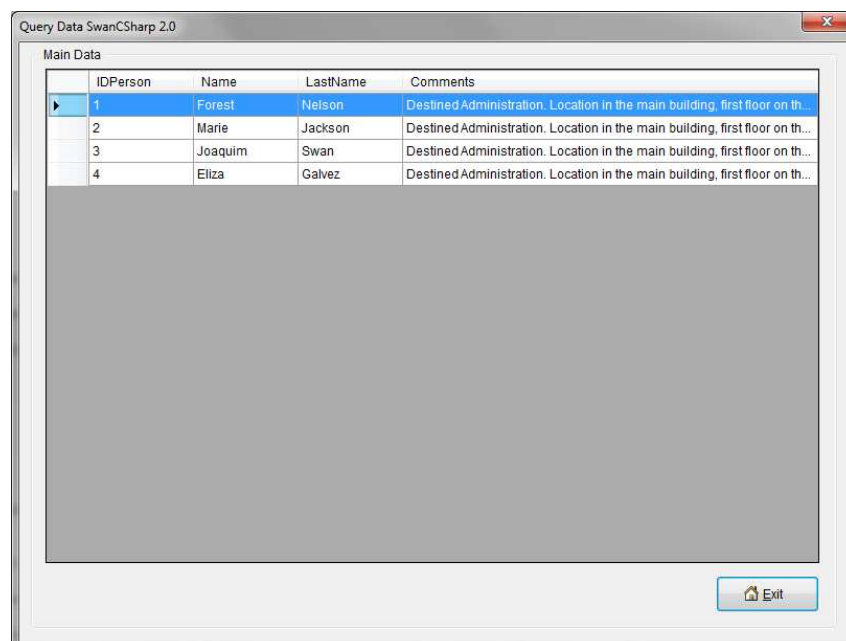 Query Data SwanCSharp 2.0
Main Data
IDPerson Name LastName Comments
1 Forest Nelson Destined Administration. Location in the main building, first floor on th...
2 Marie Jackson Destined Administration. Location in the main building, first floor on th...
3 Joaquim Swan Destined Administration. Location in the main building, first floor on th...
4 Eliza Galvez Destined Administration. Location in the main building, first floor on th...
Exit